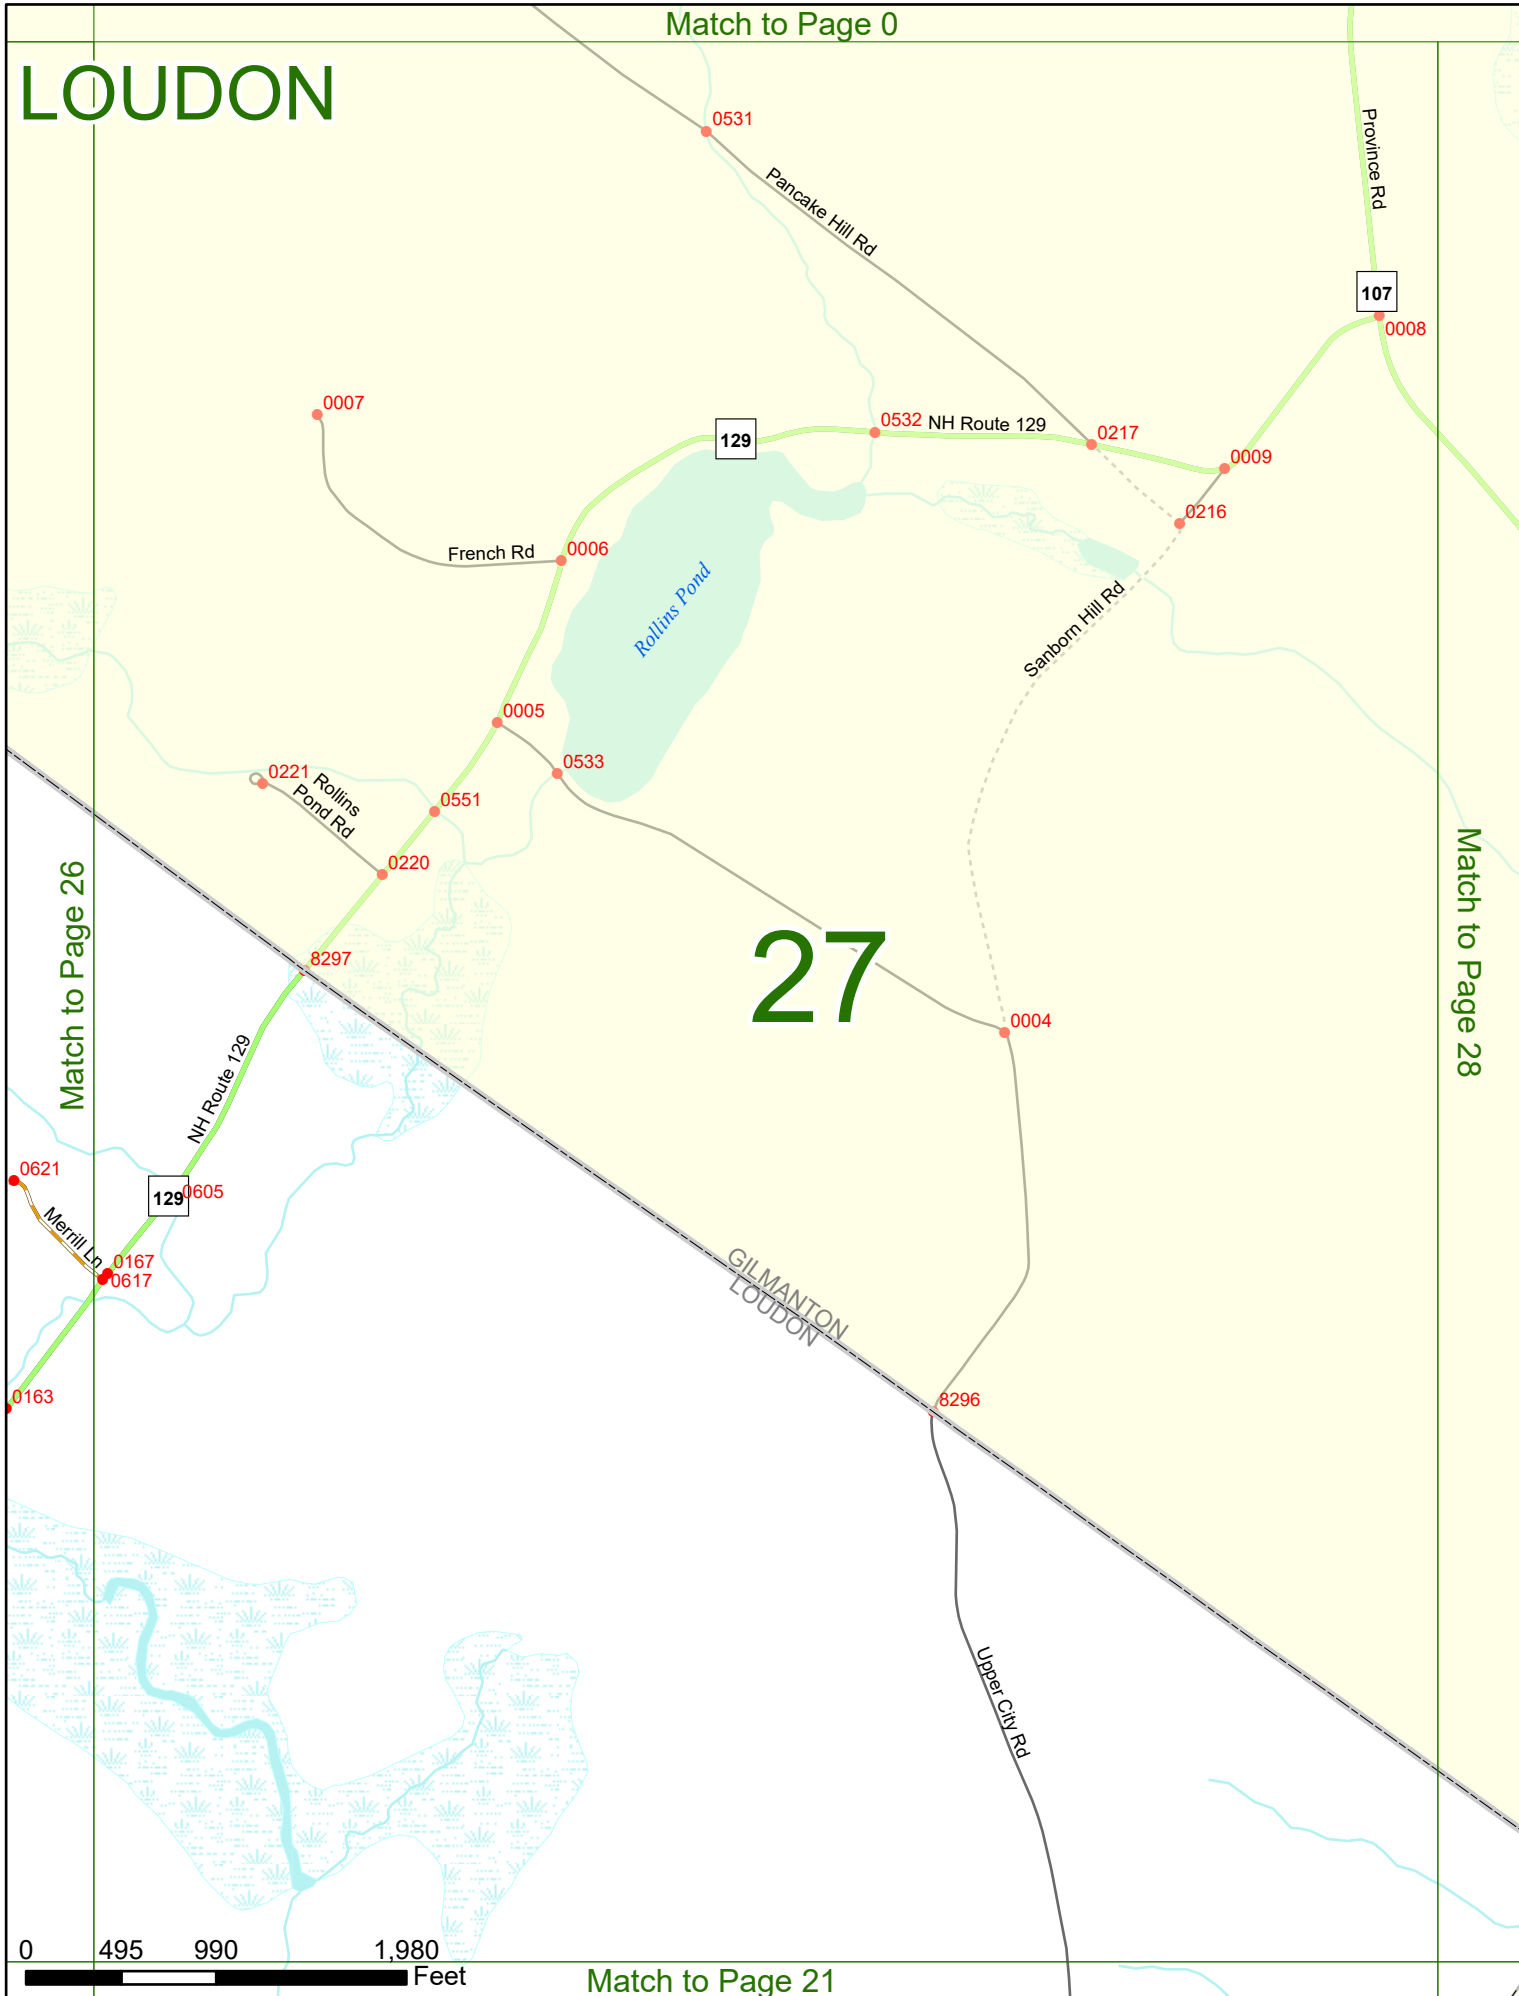 Match to Page 0
LOUDON
0531
Province Rd
Pancake Hill Rd
107
0008
0007
0532
NH Route 129
129
0217
0009
0216
French Rd
0006
Rollins Pond
Sanborn Hill Rd
0005
0533
0221
Rollins
Pond Rd
0551
0220
Match to Page 26
Match to Page 28
27
8297
0004
NH Route 129
0621
129
0605
Merrill Ln
0167
0617
GILMANTON
LOUDON
0163
8296
Upper City Rd
0 495 990 1,980
Feet
Match to Page 21